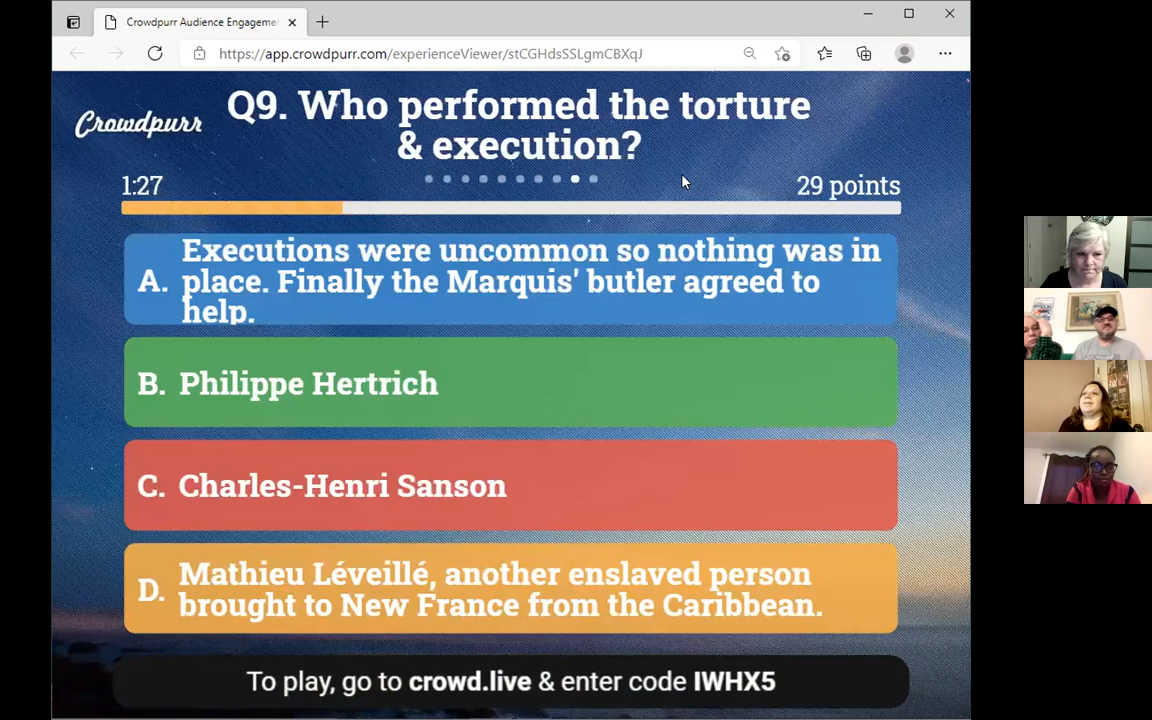 Crowdpurr Audience Engageme
https://app.crowdpurr.com/experienceViewer/stCGHdsSSLgmCBXqJ
Crowdpurr
Q9. Who performed the torture
& execution?
1:27
29 points
A. Executions were uncommon so nothing was in
place. Finally the Marquis' butler agreed to
help.
B. Philippe Hertrich
C. Charles-Henri Sanson
D. Mathieu Léveillé, another enslaved person
brought to New France from the Caribbean.
To play, go to crowd.live & enter code IWHX5